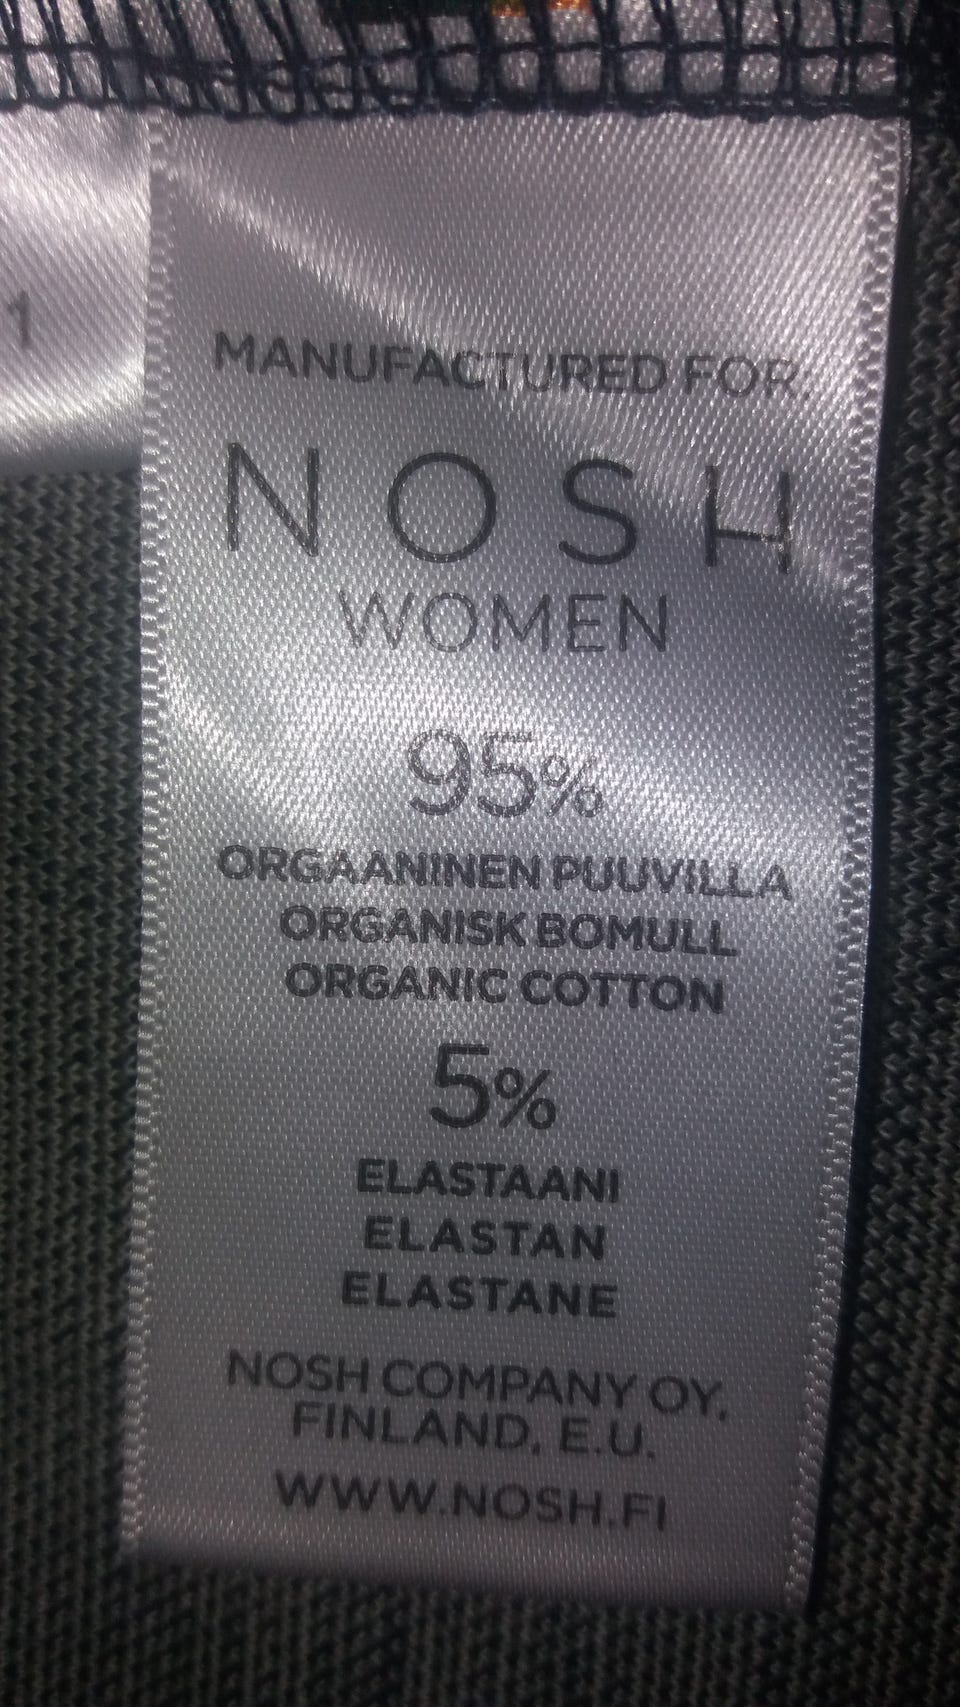 1
MANUFACTURED FOR,
NOSH
WOMEN
95%
ORGAANINEN PUUVILLA
ORGANISK BOMULL
ORGANIC COTTON
5%
ELASTAANI
ELASTAN
ELASTANE
NOSH COMPANY OY,
FINLAND, E.U.
WWW.NOSH.FI